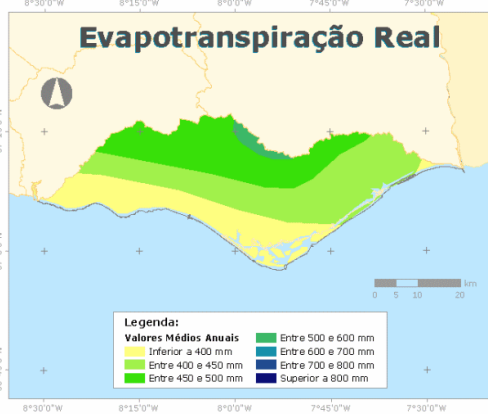 8°30'0"W 8°15'0"W 8°0'0"W 7°45'0"W 7°30'0"W
Evapotranspiração Real
km
0 5 10 20
Legenda:
Valores Médios Anuais
Inferior a 400 mm
Entre 400 e 450 mm
Entre 450 e 500 mm
Entre 500 e 600 mm
Entre 600 e 700 mm
Entre 700 e 800 mm
Superior a 800 mm
8°30'0"W 8°15'0"W 8°0'0"W 7°45'0"W 7°30'0"W